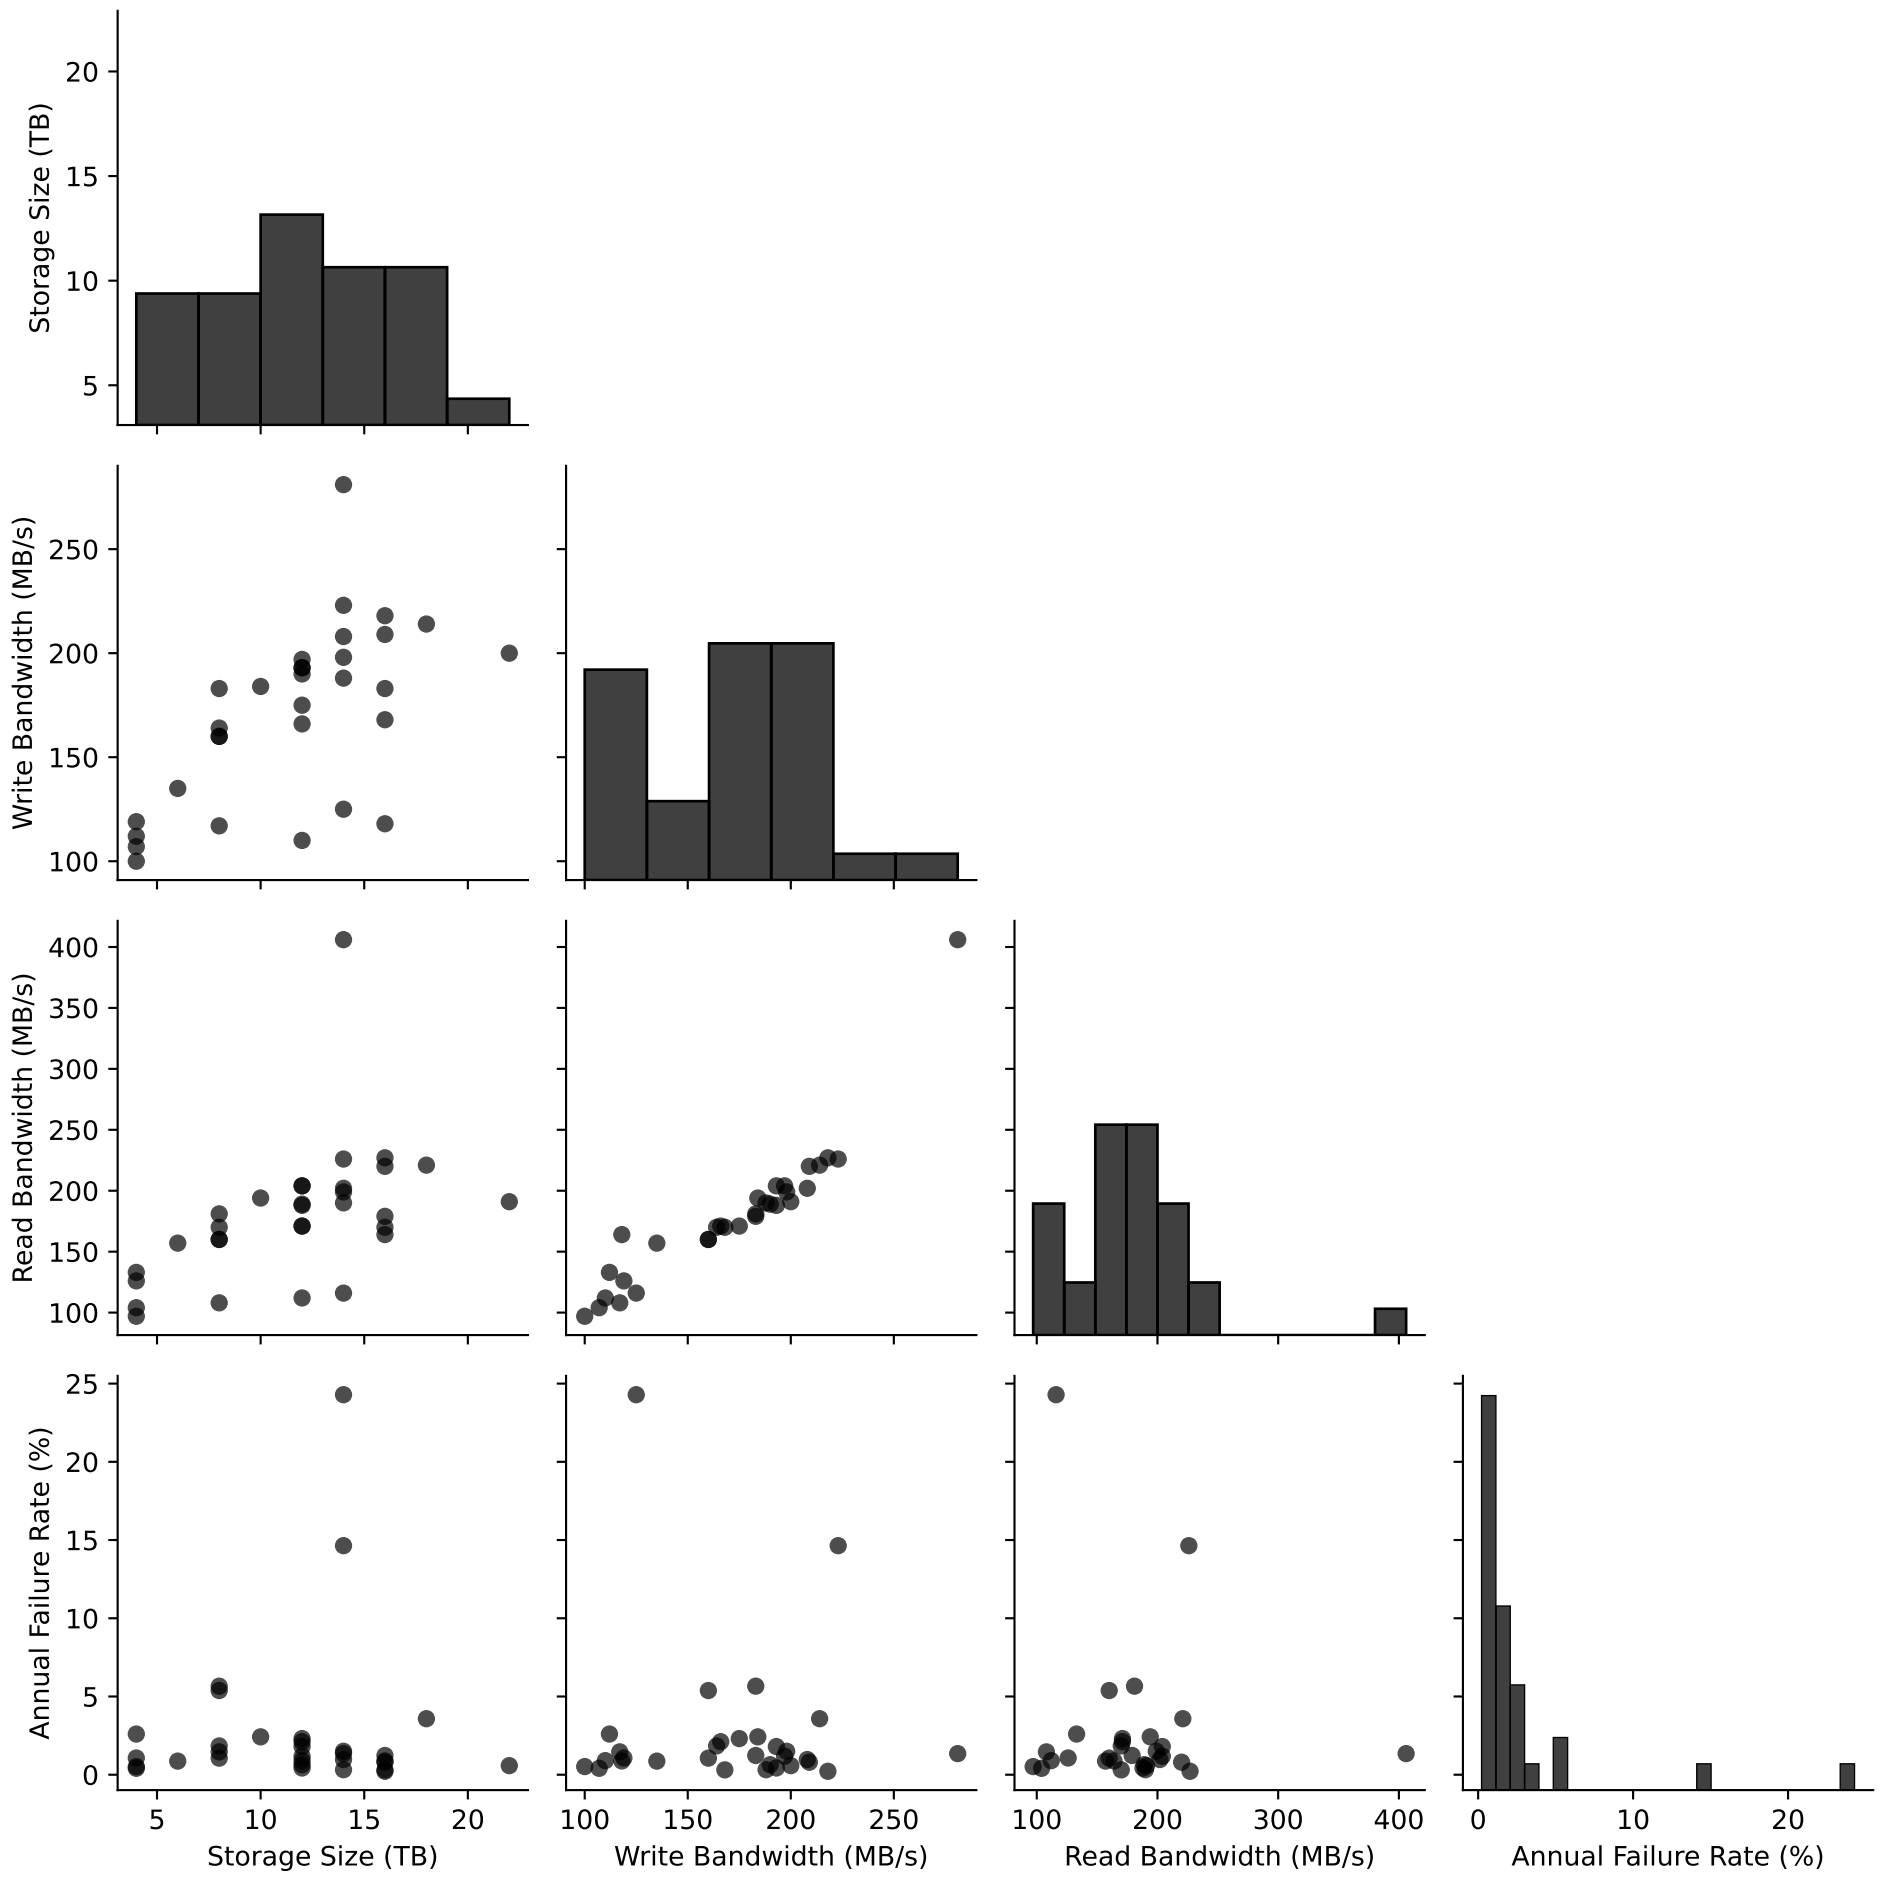 20
15
10
5
Storage Size (TB)
250
200
150
100
Write Bandwidth (MB/s)
400
350
300
250
200
150
100
Read Bandwidth (MB/s)
25
20
15
10
5
0
Annual Failure Rate (%)
5 10 15 20
Storage Size (TB)
100 150 200 250
Write Bandwidth (MB/s)
100 200 300 400
Read Bandwidth (MB/s)
0 10 20
Annual Failure Rate (%)